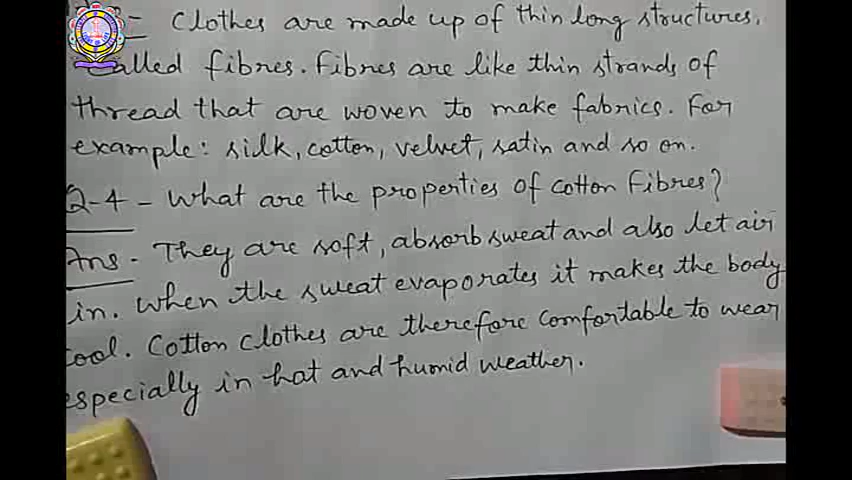 Clothes are made up of thin long structures,
called fibres. Fibres are like thin strands of
thread that are woven to make fabrics. For
example: silk, cotton, velvet, satin and so on.
Q-4 - What are the properties of cotton Fibres?
Ans - They are soft, absorb sweat and also let air
in. When the sweat evaporates it makes the body
cool. Cotton clothes are therefore comfortable to wear
especially in hot and humid weather.